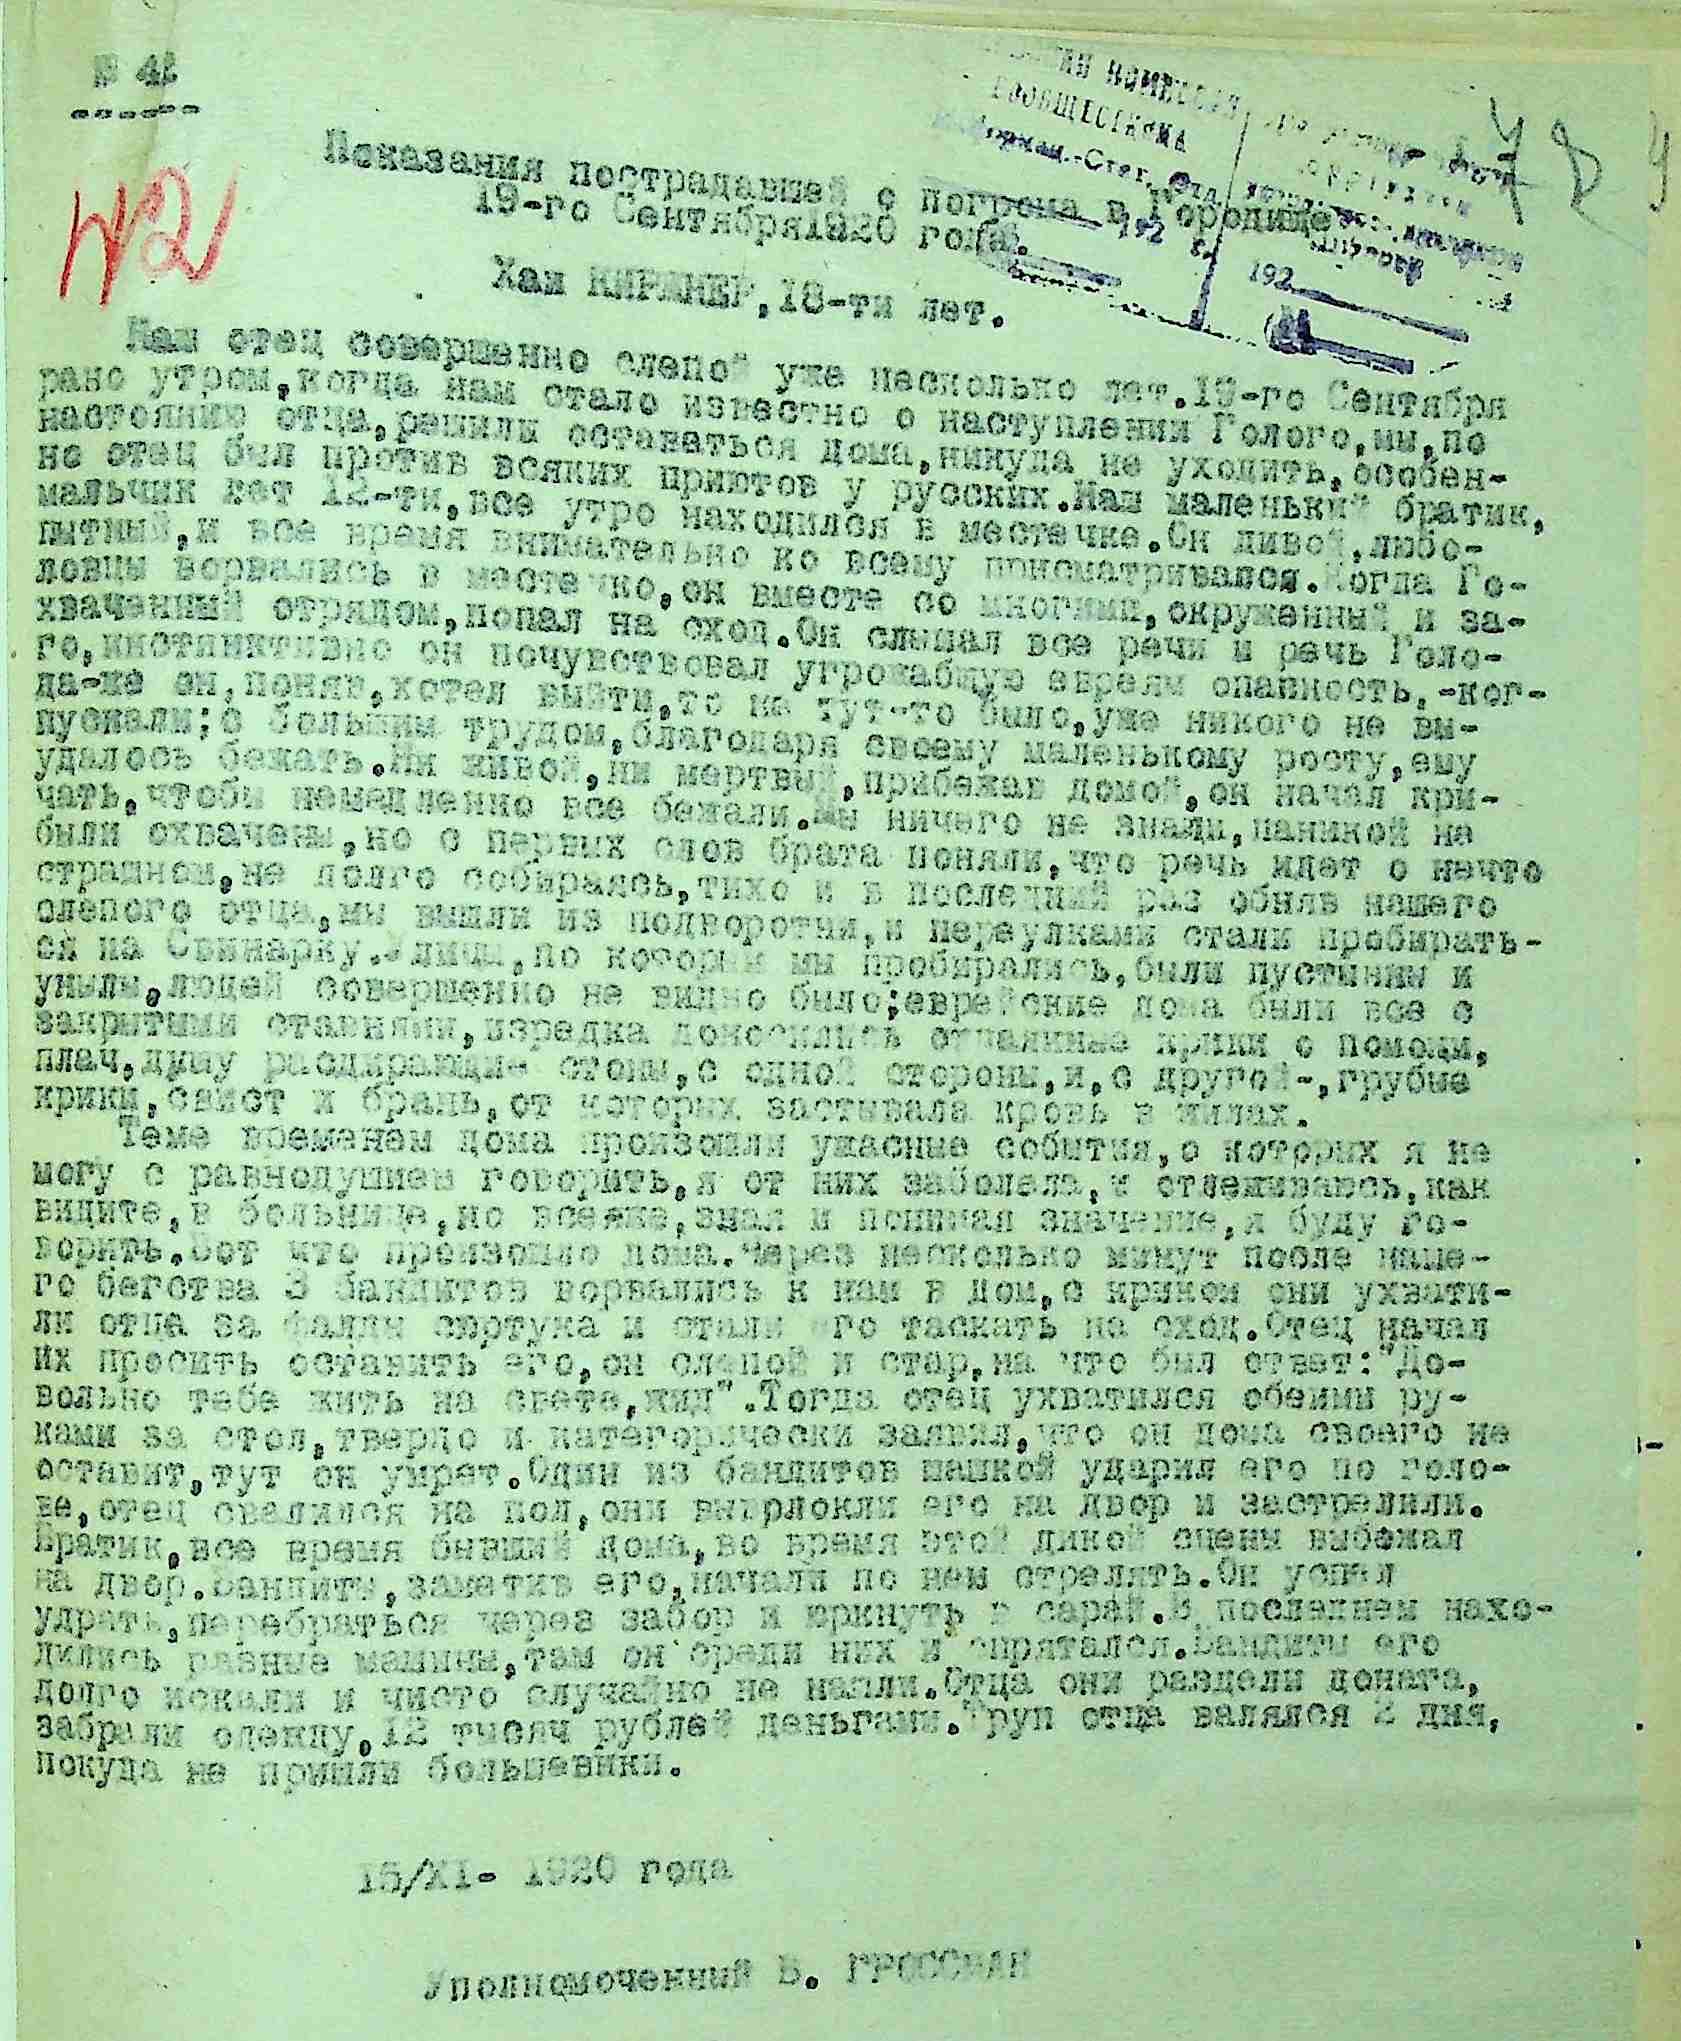 № 42
Показания пострадавшей о погроме в Городище
19-го Сентября1920 года.
Хая КИРЖНЕР,18-ти лет.
Наш отец совершенно слепой уже несколько лет.19-го Сентября
рано утром,когда нам стало известно о наступлении Голого,мы,по
настоянию отца,решили оставаться дома,никуда не уходить,особен-
но отец был против всяких приютов у русских.Наш маленький братик,
мальчик лет 12-ти,все утро находился в местечке.Он живой,любо-
пытный,и все время внимательно ко всему присматривался.Когда Го-
ловцы ворвались в местечко,он вместе со многими,окруженный и за-
хваченный отрядом,попал на сход.Он слышал все речи и речь Голо-
го,инстинктивно он почувствовал угрожабщую евреям опасность,-ког-
да-же он,поняв,хотел выйти,то не тут-то было,уже никого не вы-
пускали;с большим трудом,благодаря своему маленькому росту,ему
удалось бежать.Ни живой,ни мертвый,прибежав домой,он начал кри-
чать,чтобы немедленно все бежали.Мы ничего не знали,паникой не
были охвачены,но с первых слов брата поняли,что речь идет о нечто
страшном,не долго собираясь,тихо и в последний раз обняв нашего
слепого отца,мы вышли из подворотни,и переулками стали пробирать-
ся на Свинарку.Улицы,по которым мы пробирались,были пустынны и
унылы,людей совершенно не видно было;еврейские дома были все с
закрытыми ставнями,изредка доносились отчаянные крики о помощи,
плач,душу раздирающие стоны,с одной стороны,и,с другой-,грубые
крики,свист и брань,от которых застывала кровь в жилах.
Теме временем дома произошли ужасные события,о которых я не
могу с равнодушием говорить,я от них заболела,и отлеживаюсь,как
видите,в больнице,но всеже,зная и понимая значение,я буду го-
ворить.Вот что произошло дома.Через несколько минут после наше-
го бегства 3 бандитов ворвались к нам в дом,с криком они ухвати-
ли отца за фалды сюртука и стали его таскать на сход.Отец начал
их просить оставить его,он слепой и стар,на что был ответ:"До-
вольно тебе жить на свете,жид".Тогда отец ухватился обеими ру-
ками за стол,твердо и категорически заявил,что он дома своего не
оставит,тут он умрет.Один из бандитов шашкой ударил его по голо-
ве,отец свалился на пол,они выволокли его на двор и застрелили.
Братик,все время бывший дома,во время этой дикой сцены выбежал
на двор.Бандиты,заметив его,начали по нем стрелять.Он успел
удрать,перебраться через забор и юркнуть в сарай.В последнем нахо-
дились разные машины,там он среди них и спрятался.Бандиты его
долго искали и чисто случайно не нашли.Отца они раздели донага,
забрали одежду,12 тысяч рублей деньгами.Труп отца валялся 2 дня,
покуда не пришли большевики.
15/XI- 1920 года
Уполномоченный Б. ГРОССМАН